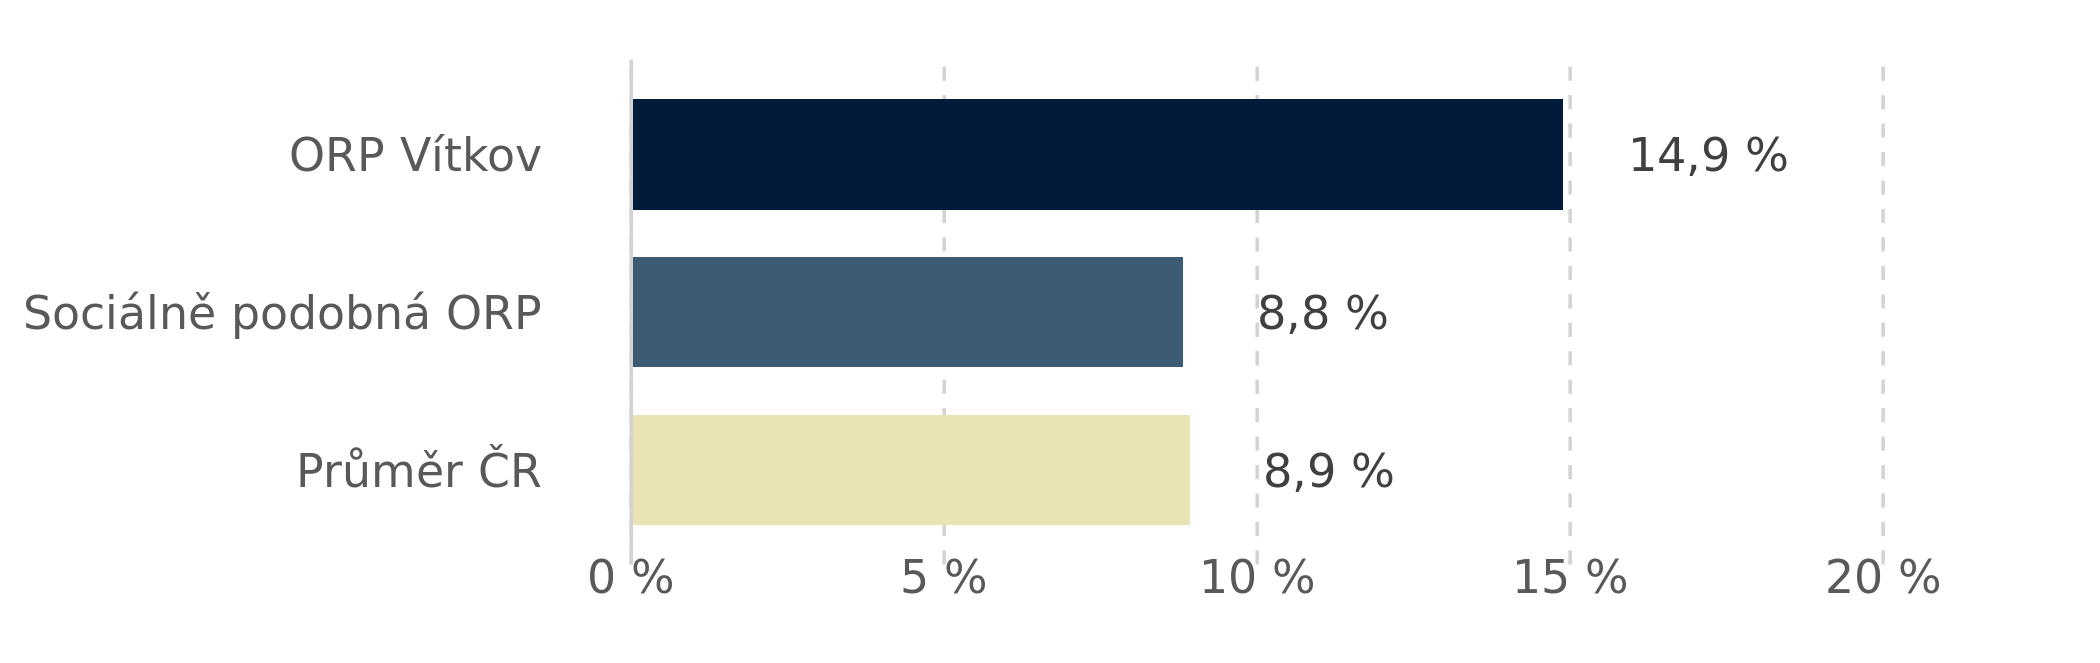 ORP Vítkov
14,9 %
Sociálně podobná ORP
8,8 %
Průměr ČR
8,9 %
0 %
5 %
10 %
15 %
20 %